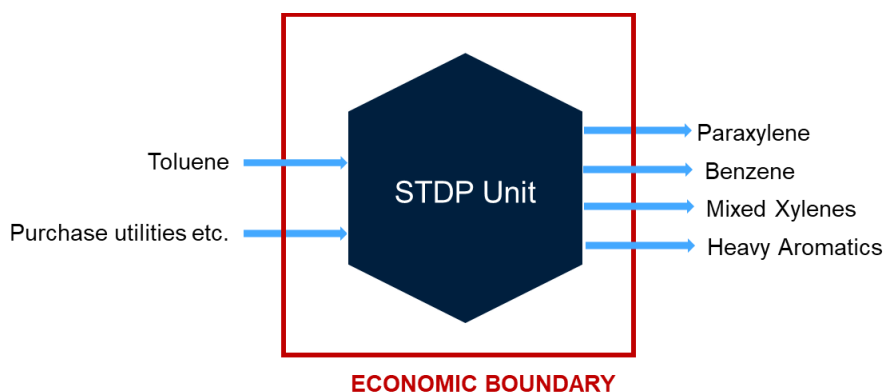 Toluene
Purchase utilities etc.
STDP Unit
Paraxylene
Benzene
Mixed Xylenes
Heavy Aromatics
ECONOMIC BOUNDARY